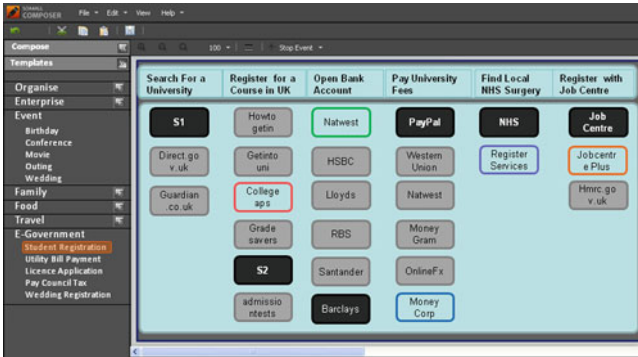 SOWALL
COMPOSER
File
Edit
View
Help
Compose
100
Stop Event
Templates
Organise
Enterprise
Event
Birthday
Conference
Movie
Outing
Wedding
Family
Food
Travel
E-Government
Student Registration
Utility Bill Payment
Licence Application
Pay Council Tax
Wedding Registration
Search For a
University
Register for a
Course in UK
Open Bank
Account
Pay University
Fees
Find Local
NHS Surgery
Register with
Job Centre
S1
Howto
getin
Natwest
PayPal
NHS
Job
Centre
Direct.go
v.uk
Getinto
uni
HSBC
Western
Union
Register
Services
Jobcentr
e Plus
Guardian
.co.uk
College
aps
Lloyds
Natwest
Hmrc.go
v.uk
Grade
savers
RBS
Money
Gram
S2
Santander
OnlineFx
admissio
ntests
Barclays
Money
Corp